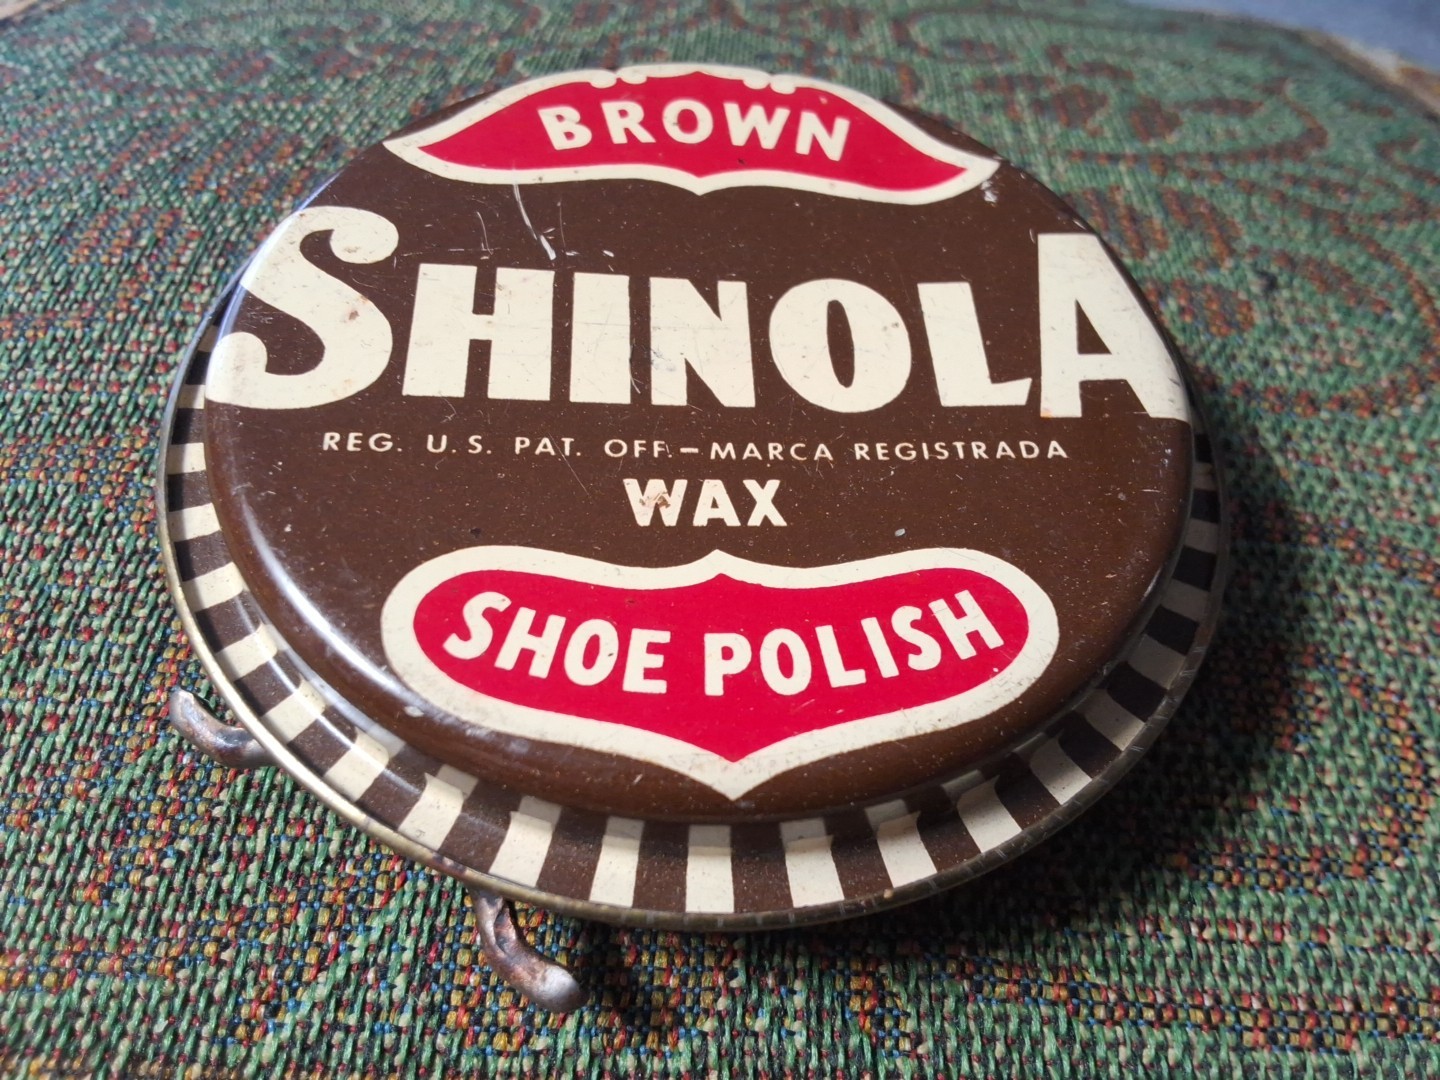 BROWN
SHINOLA
REG. U.S. PAT. OFF.–MARCA REGISTRADA
WAX
SHOE POLISH